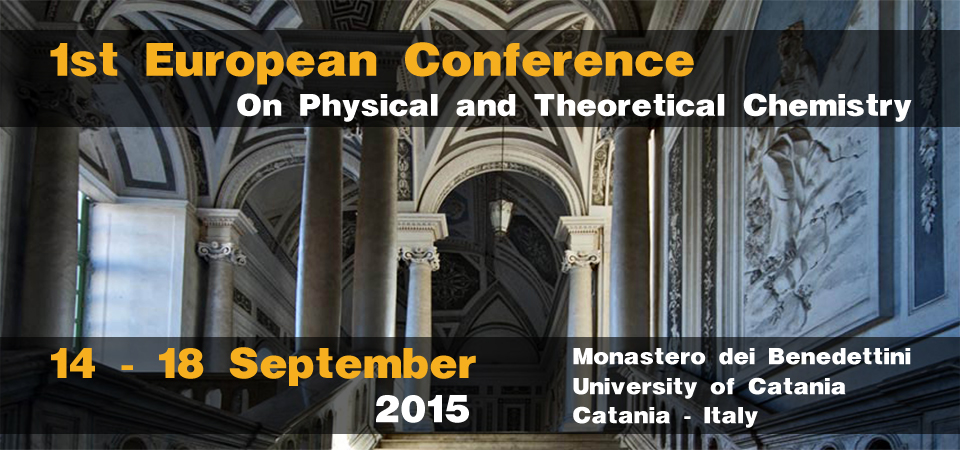 1st European Conference
On Physical and Theoretical Chemistry
14 - 18 September
2015
Monastero dei Benedettini
University of Catania
Catania - Italy